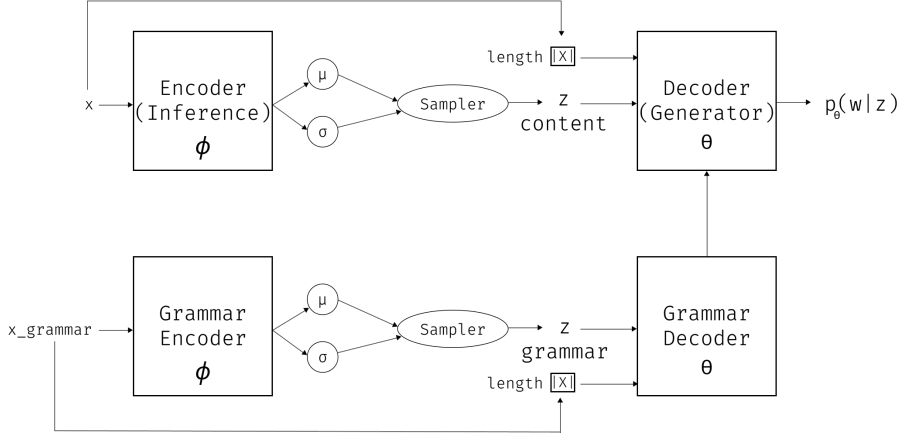 length |X|
x
Encoder
(Inference)
ϕ
μ
σ
Sampler
z
content
Decoder
(Generator)
θ
p_θ(w|z)
x_grammar
Grammar
Encoder
ϕ
μ
σ
Sampler
z
grammar
length |X|
Grammar
Decoder
θ